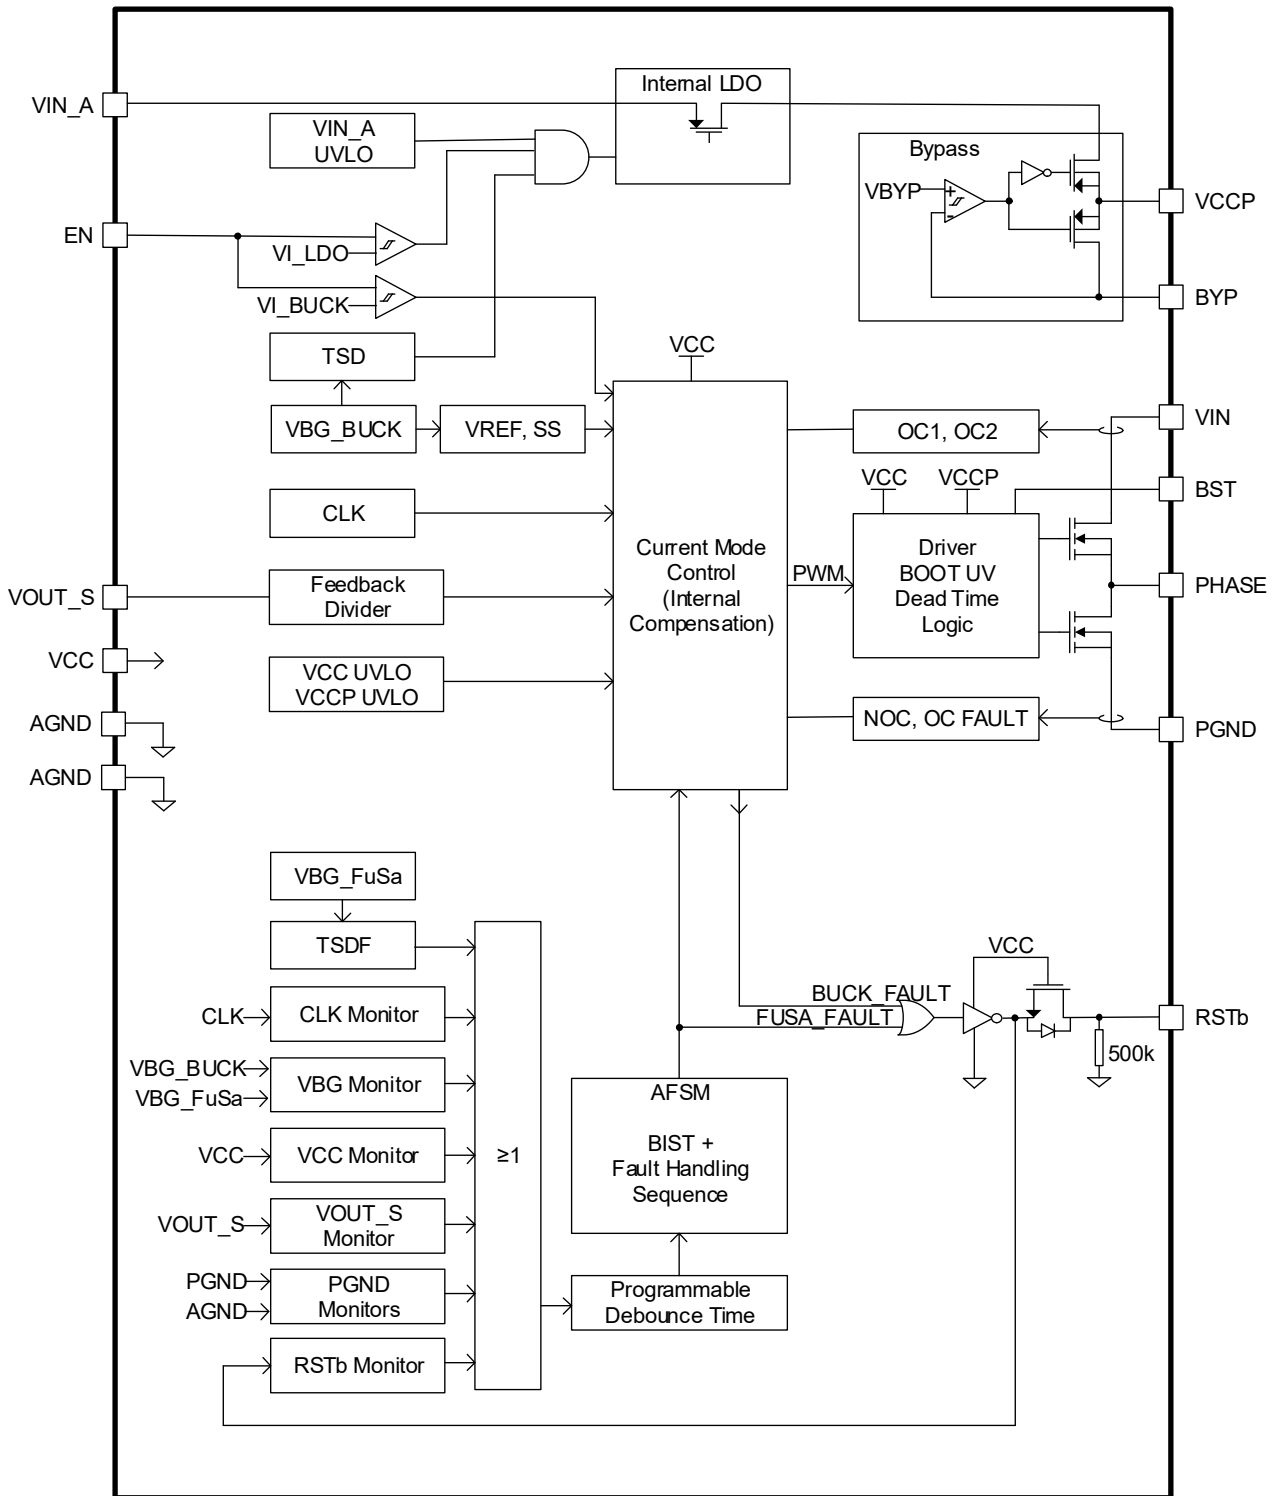 Internal LDO
VIN_A
VIN_A
UVLO
Bypass
VBYP
+
-
VCCP
EN
VI_LDO
VI_BUCK
BYP
TSD
VCC
VBG_BUCK
VREF, SS
OC1, OC2
VIN
VCC
VCCP
BST
CLK
Current Mode
Control
(Internal
Compensation)
PWM
Driver
BOOT UV
Dead Time
Logic
PHASE
VOUT_S
Feedback
Divider
VCC
VCC UVLO
VCCP UVLO
AGND
NOC, OC FAULT
PGND
AGND
VBG_FuSa
TSDF
VCC
BUCK_FAULT
FUSA_FAULT
RSTb
500k
CLK
CLK Monitor
VBG_BUCK
VBG_FuSa
VBG Monitor
AFSM
BIST +
Fault Handling
Sequence
VCC
VCC Monitor
≥1
VOUT_S
VOUT_S
Monitor
PGND
AGND
PGND
Monitors
Programmable
Debounce Time
RSTb Monitor